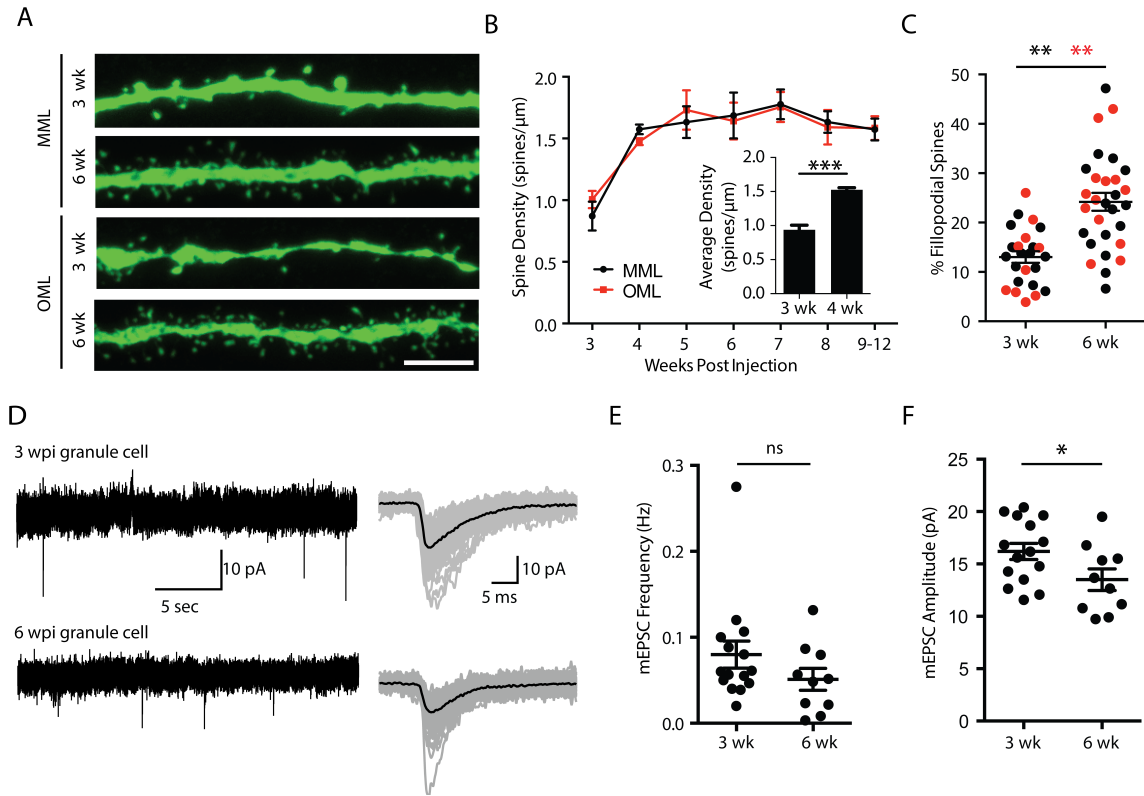 A
MML
3 wk
6 wk
OML
3 wk
6 wk
B
Spine Density (spines/µm)
2.0
1.5
1.0
0.5
0.0
3
4
5
6
7
8
9-12
Weeks Post Injection
MML
OML
Average Density
(spines/µm)
2.0
1.5
1.0
0.5
0.0
***
3 wk
4 wk
C
** **
% Fillopodial Spines
50
40
30
20
10
0
3 wk
6 wk
D
3 wpi granule cell
10 pA
5 sec
10 pA
5 ms
6 wpi granule cell
E
mEPSC Frequency (Hz)
0.3
0.2
0.1
0.0
ns
3 wk
6 wk
F
mEPSC Amplitude (pA)
25
20
15
10
5
0
*
3 wk
6 wk